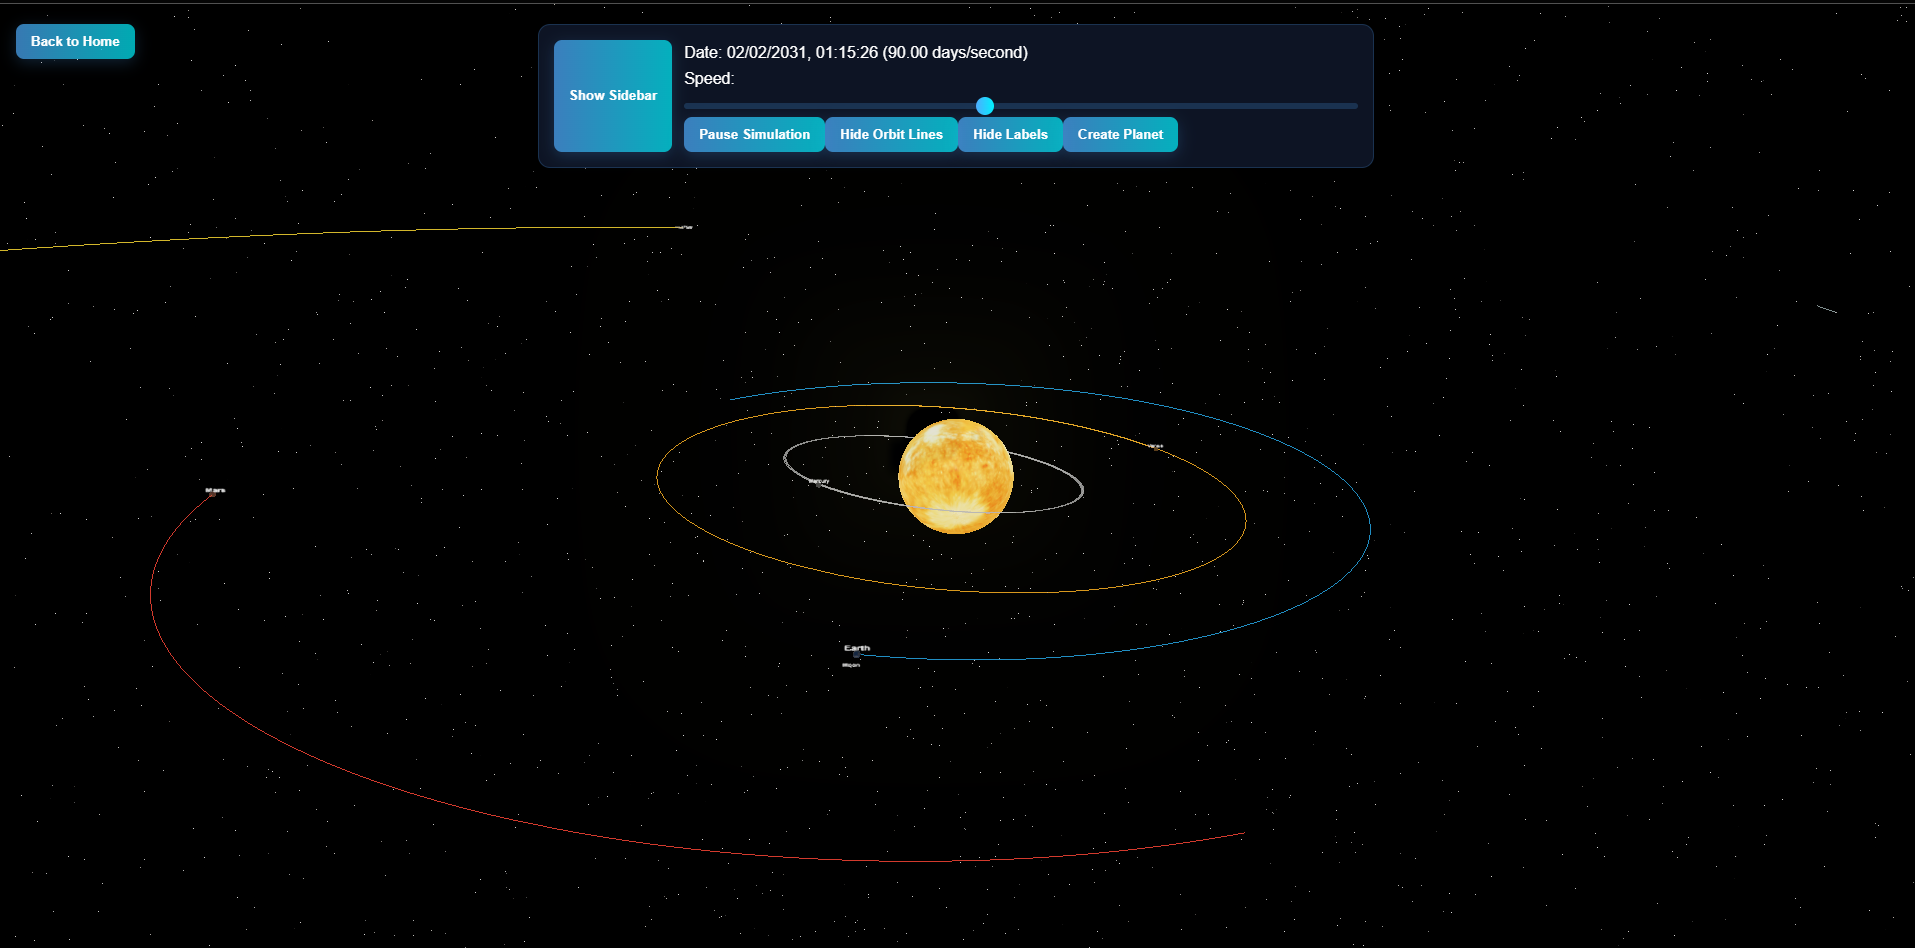 Back to Home
Show Sidebar
Date: 02/02/2031, 01:15:26 (90.00 days/second)
Speed:
Pause Simulation
Hide Orbit Lines
Hide Labels
Create Planet
Venus
Mercury
Mars
Earth
Moon